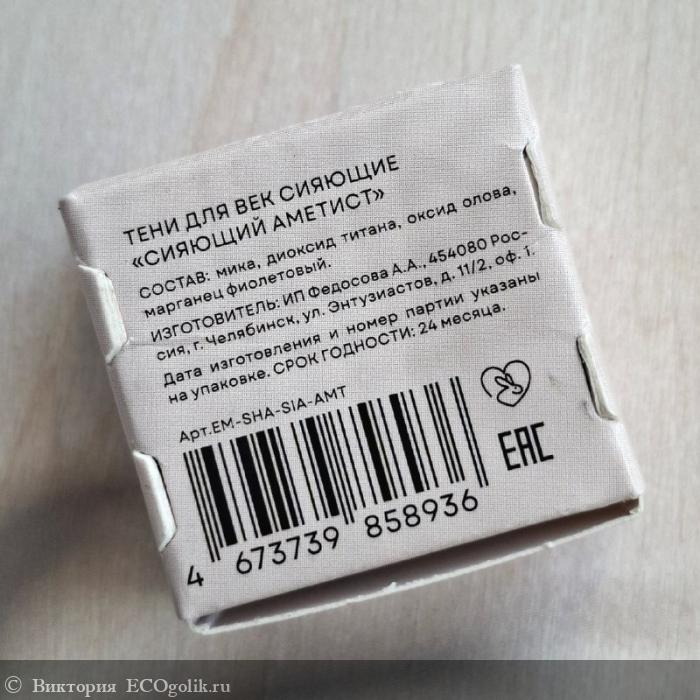 ТЕНИ ДЛЯ ВЕК СИЯЮЩИЕ
«СИЯЮЩИЙ АМЕТИСТ»
СОСТАВ: мика, диоксид титана, оксид олова,
марганец фиолетовый.
ИЗГОТОВИТЕЛЬ: ИП Федосова А.А., 454080 Рос-
сия, г. Челябинск, ул. Энтузиастов, д. 11/2, оф. 1.
Дата изготовления и номер партии указаны
на упаковке. СРОК ГОДНОСТИ: 24 месяца.
Арт.EM-SHA-SIA-AMT
EAC
4 673739 858936
© Виктория ECOgolik.ru